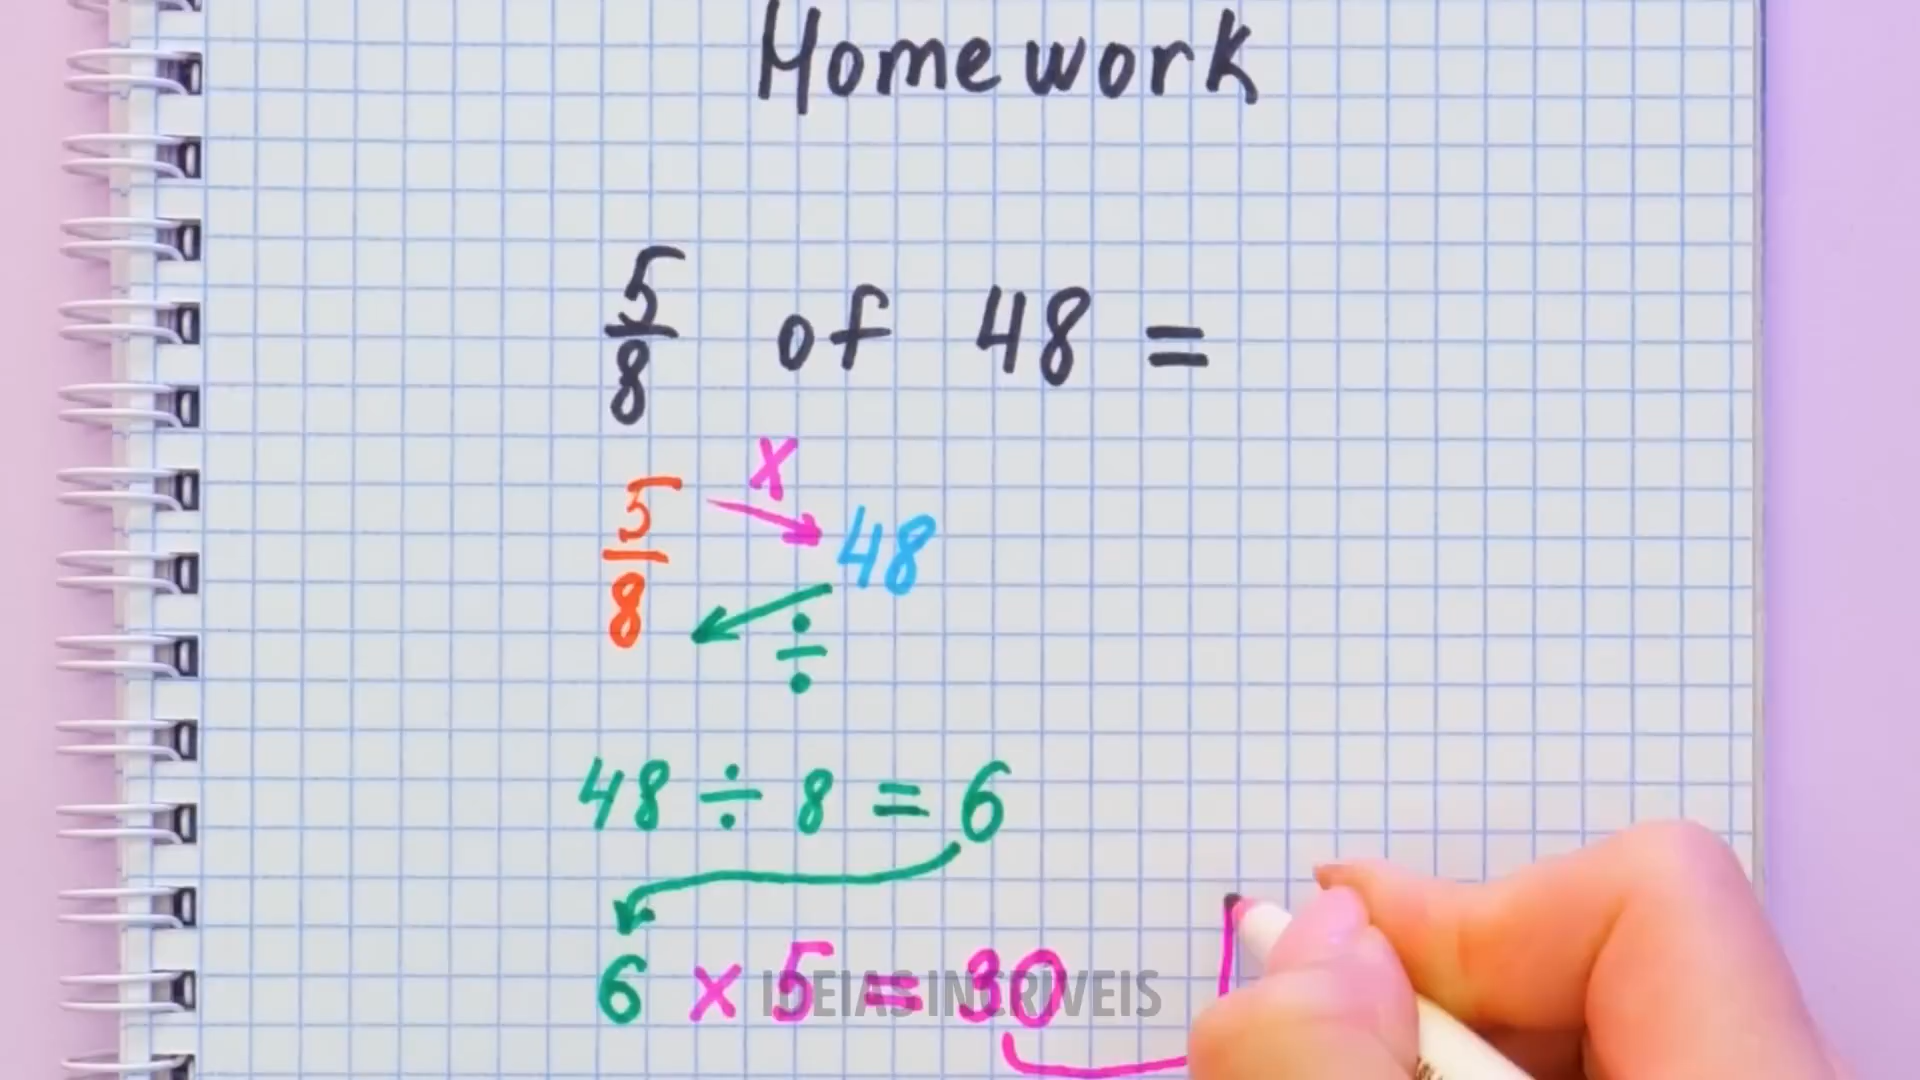 Homework
5/8 of 48 =
x
5/8 48
÷
48 ÷ 8 = 6
6 x 5 = 30
IDEIAS INCRÍVEIS